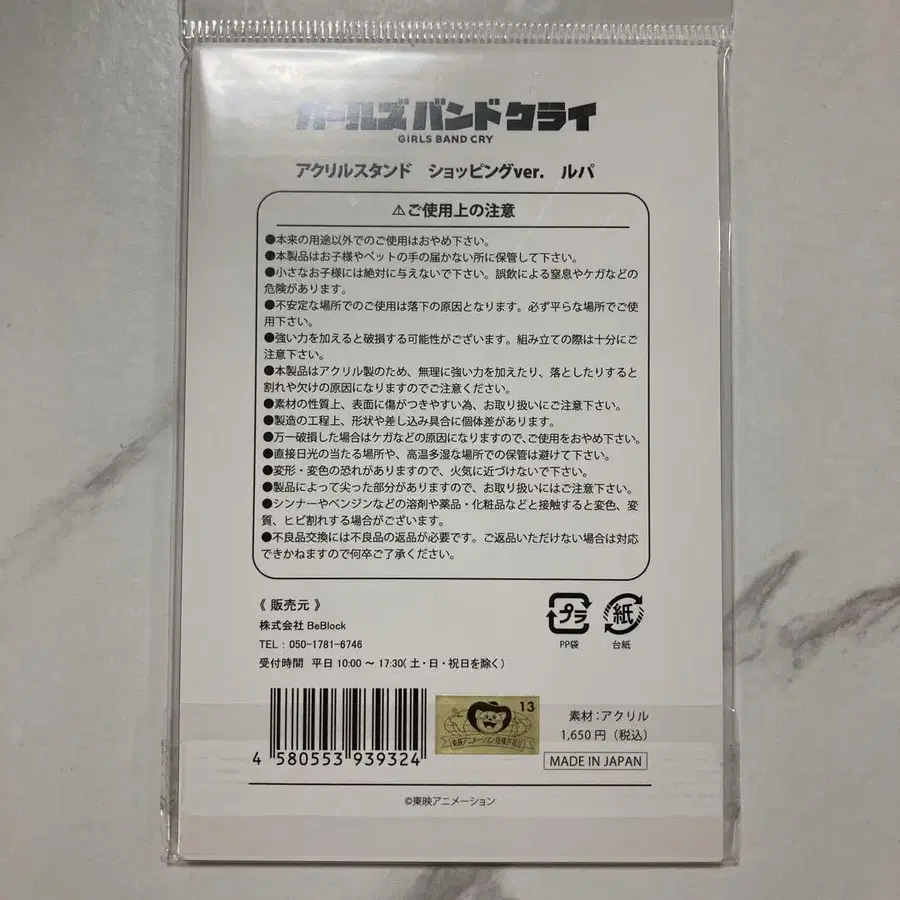 ガールズバンドクライ
GIRLS BAND CRY
アクリルスタンド ショッピングver. ルパ
⚠ご使用上の注意
●本来の用途以外でのご使用はおやめ下さい。
●本製品はお子様やペットの手の届かない所に保管して下さい。
●小さなお子様には絶対に与えないで下さい。誤飲による窒息やケガなどの
危険があります。
●不安定な場所でのご使用は落下の原因となります。必ず平らな場所でご使
用下さい。
●強い力を加えると破損する可能性がございます。組み立ての際は十分にご
注意下さい。
●本製品はアクリル製のため、無理に強い力を加えたり、落としたりすると
割れや欠けの原因になりますのでご注意ください。
●素材の性質上、表面に傷がつきやすい為、お取り扱いにご注意下さい。
●製造の工程上、形状や差し込み具合に個体差があります。
●万一破損した場合はケガなどの原因になりますので、ご使用をおやめ下さい。
●直接日光の当たる場所や、高温多湿な場所での保管は避けて下さい。
●変形・変色の恐れがありますので、火気に近づけないで下さい。
●製品によって尖った部分がありますので、お取り扱いにはご注意下さい。
●シンナーやベンジンなどの溶剤や薬品・化粧品などと接触すると変色、変
質、ヒビ割れする場合がございます。
●不良品交換には不良品の返品が必要です。ご返品いただけない場合は対応
できかねますので何卒ご了承ください。
《 販売元 》
株式会社 BeBlock
TEL : 050-1781-6746
受付時間 平日 10:00 ～ 17:30( 土・日・祝日を除く)
プラ
PP袋
紙
台紙
4 580553 939324
13
素材：アクリル
1,650円（税込）
MADE IN JAPAN
©東映アニメーション